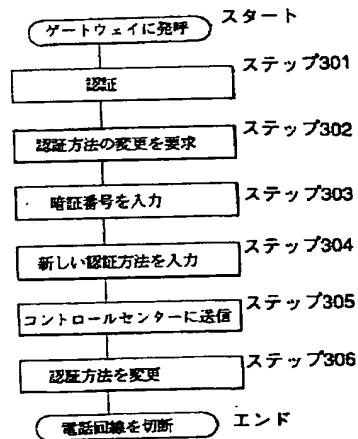 スタート
ゲートウェイに発呼
ステップ301
認証
ステップ302
認証方法の変更を要求
ステップ303
暗証番号を入力
ステップ304
新しい認証方法を入力
ステップ305
コントロールセンターに送信
ステップ306
認証方法を変更
エンド
電話回線を切断